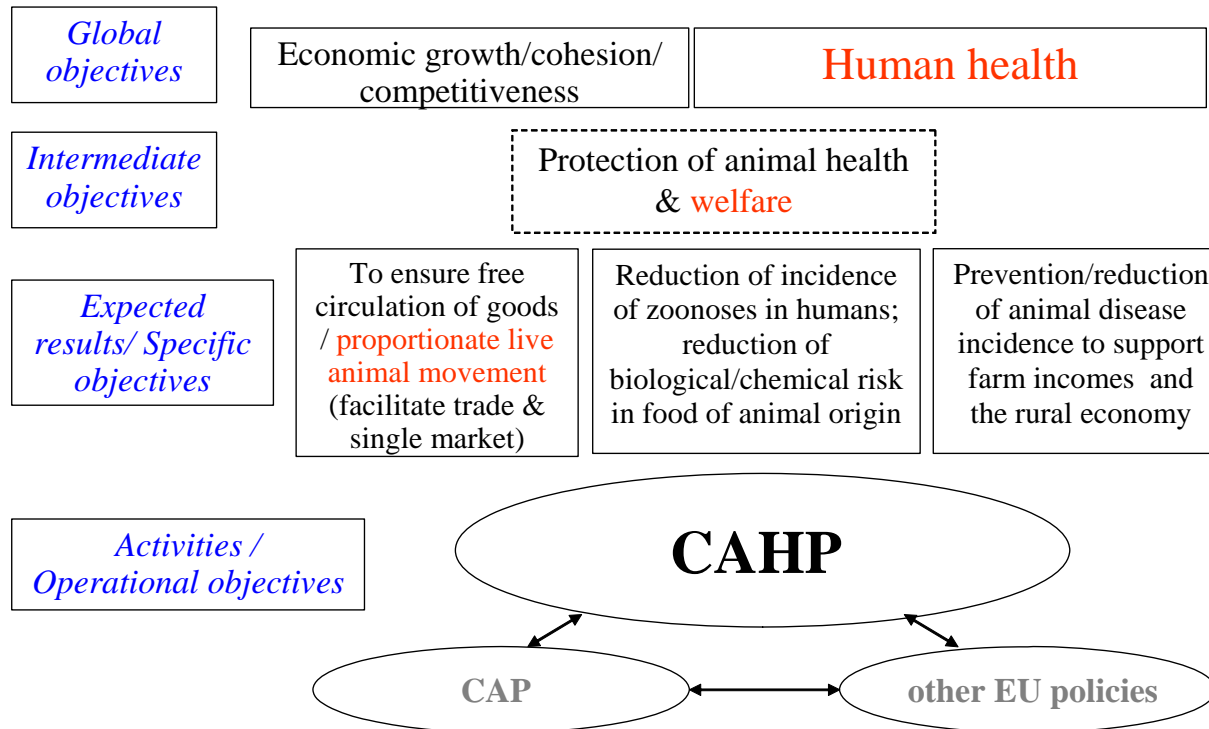 Global
objectives
Economic growth/cohesion/
competitiveness
Human health
Intermediate
objectives
Protection of animal health
& welfare
Expected
results/ Specific
objectives
To ensure free
circulation of goods
/ proportionate live
animal movement
(facilitate trade &
single market)
Reduction of incidence
of zoonoses in humans;
reduction of
biological/chemical risk
in food of animal origin
Prevention/reduction
of animal disease
incidence to support
farm incomes and
the rural economy
Activities /
Operational objectives
CAHP
CAP
other EU policies